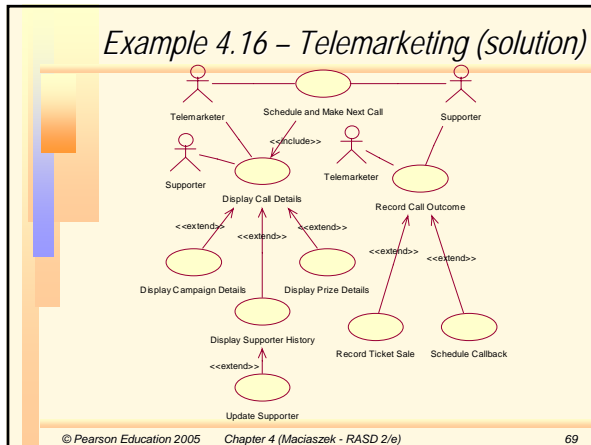 Example 4.16 – Telemarketing (solution)
Telemarketer
Schedule and Make Next Call
Supporter
<<include>>
Supporter
Telemarketer
Display Call Details
Record Call Outcome
<<extend>>
<<extend>>
<<extend>>
<<extend>>
<<extend>>
Display Campaign Details
Display Prize Details
Display Supporter History
Record Ticket Sale
Schedule Callback
<<extend>>
Update Supporter
© Pearson Education 2005 Chapter 4 (Maciaszek - RASD 2/e) 69